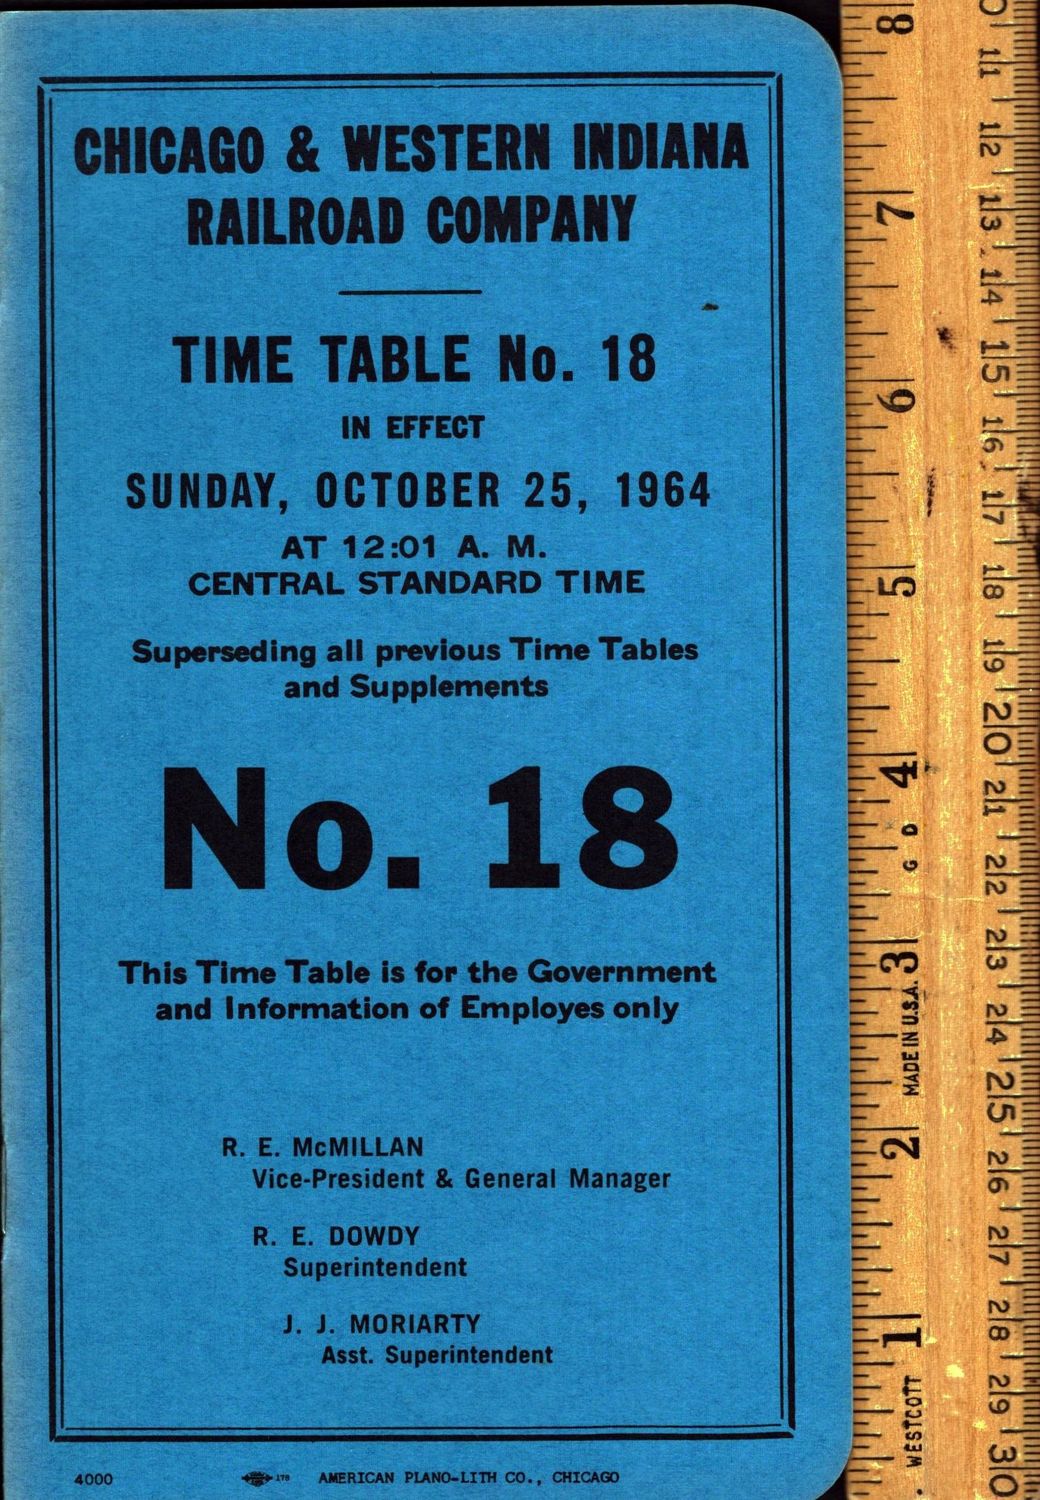 CHICAGO & WESTERN INDIANA
RAILROAD COMPANY
TIME TABLE No. 18
IN EFFECT
SUNDAY, OCTOBER 25, 1964
AT 12:01 A. M.
CENTRAL STANDARD TIME
Superseding all previous Time Tables
and Supplements
No. 18
This Time Table is for the Government
and Information of Employes only
R. E. McMILLAN
Vice-President & General Manager
R. E. DOWDY
Superintendent
J. J. MORIARTY
Asst. Superintendent
4000
178
AMERICAN PLANO-LITH CO., CHICAGO
WESTCOTT
MADE IN U.S.A.
G D
1 2 3 4 5 6 7 8
11 12 13 14 15 16 17 18 19 20 21 22 23 24 25 26 27 28 29 30